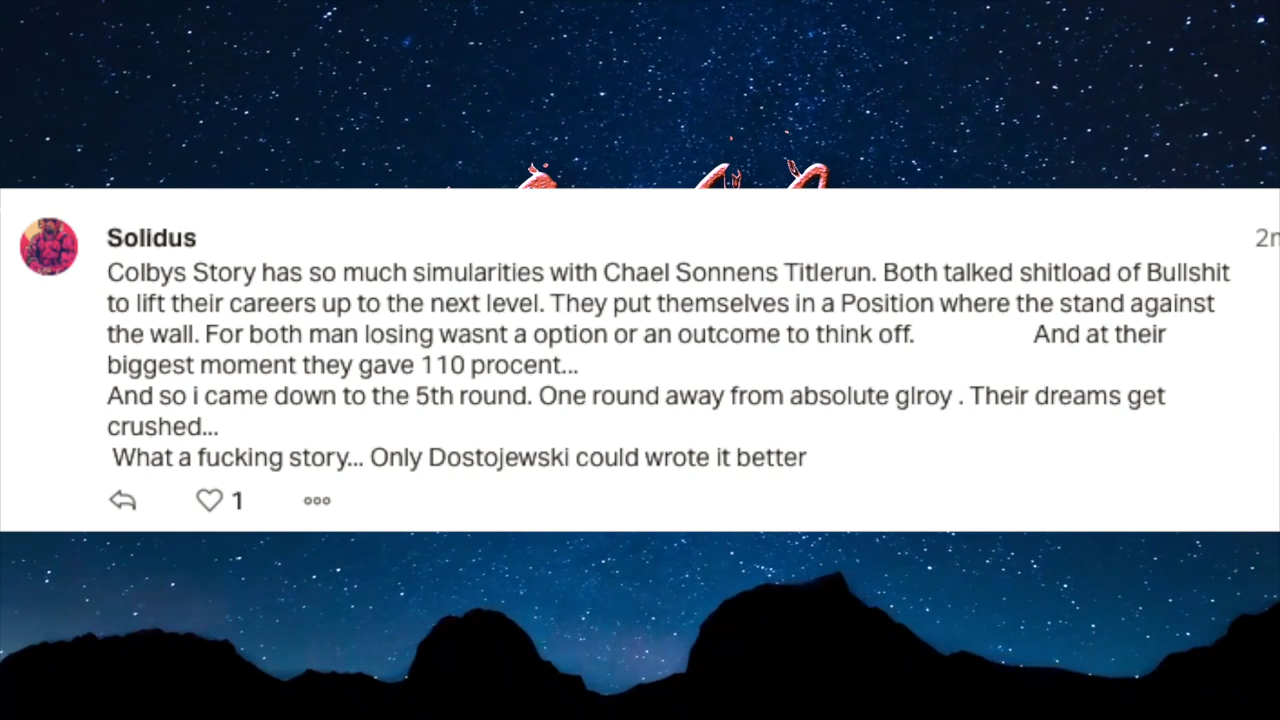 Solidus
2m
Colbys Story has so much simularities with Chael Sonnens Titlerun. Both talked shitload of Bullshit
to lift their careers up to the next level. They put themselves in a Position where the stand against
the wall. For both man losing wasnt a option or an outcome to think off. And at their
biggest moment they gave 110 procent...
And so i came down to the 5th round. One round away from absolute glroy . Their dreams get
crushed...
What a fucking story... Only Dostojewski could wrote it better
1